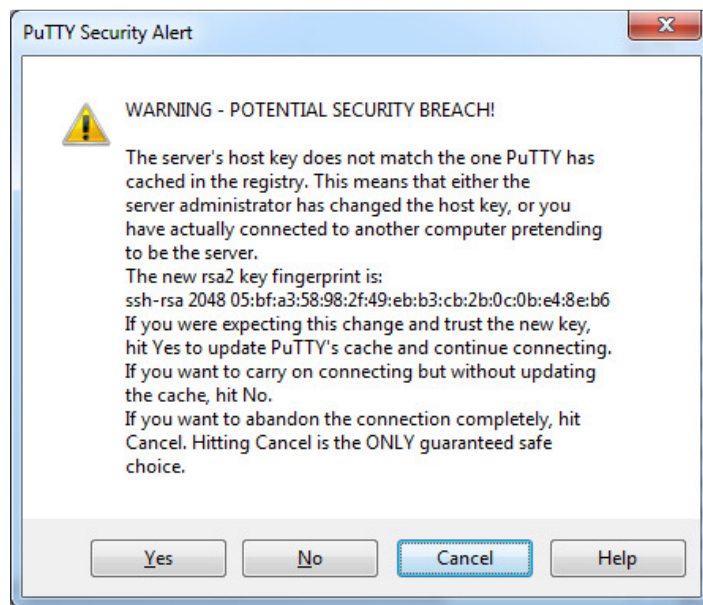 PuTTY Security Alert
WARNING - POTENTIAL SECURITY BREACH!
The server's host key does not match the one PuTTY has
cached in the registry. This means that either the
server administrator has changed the host key, or you
have actually connected to another computer pretending
to be the server.
The new rsa2 key fingerprint is:
ssh-rsa 2048 05:bf:a3:58:98:2f:49:eb:b3:cb:2b:0c:0b:e4:8e:b6
If you were expecting this change and trust the new key,
hit Yes to update PuTTY's cache and continue connecting.
If you want to carry on connecting but without updating
the cache, hit No.
If you want to abandon the connection completely, hit
Cancel. Hitting Cancel is the ONLY guaranteed safe
choice.
Yes No Cancel Help